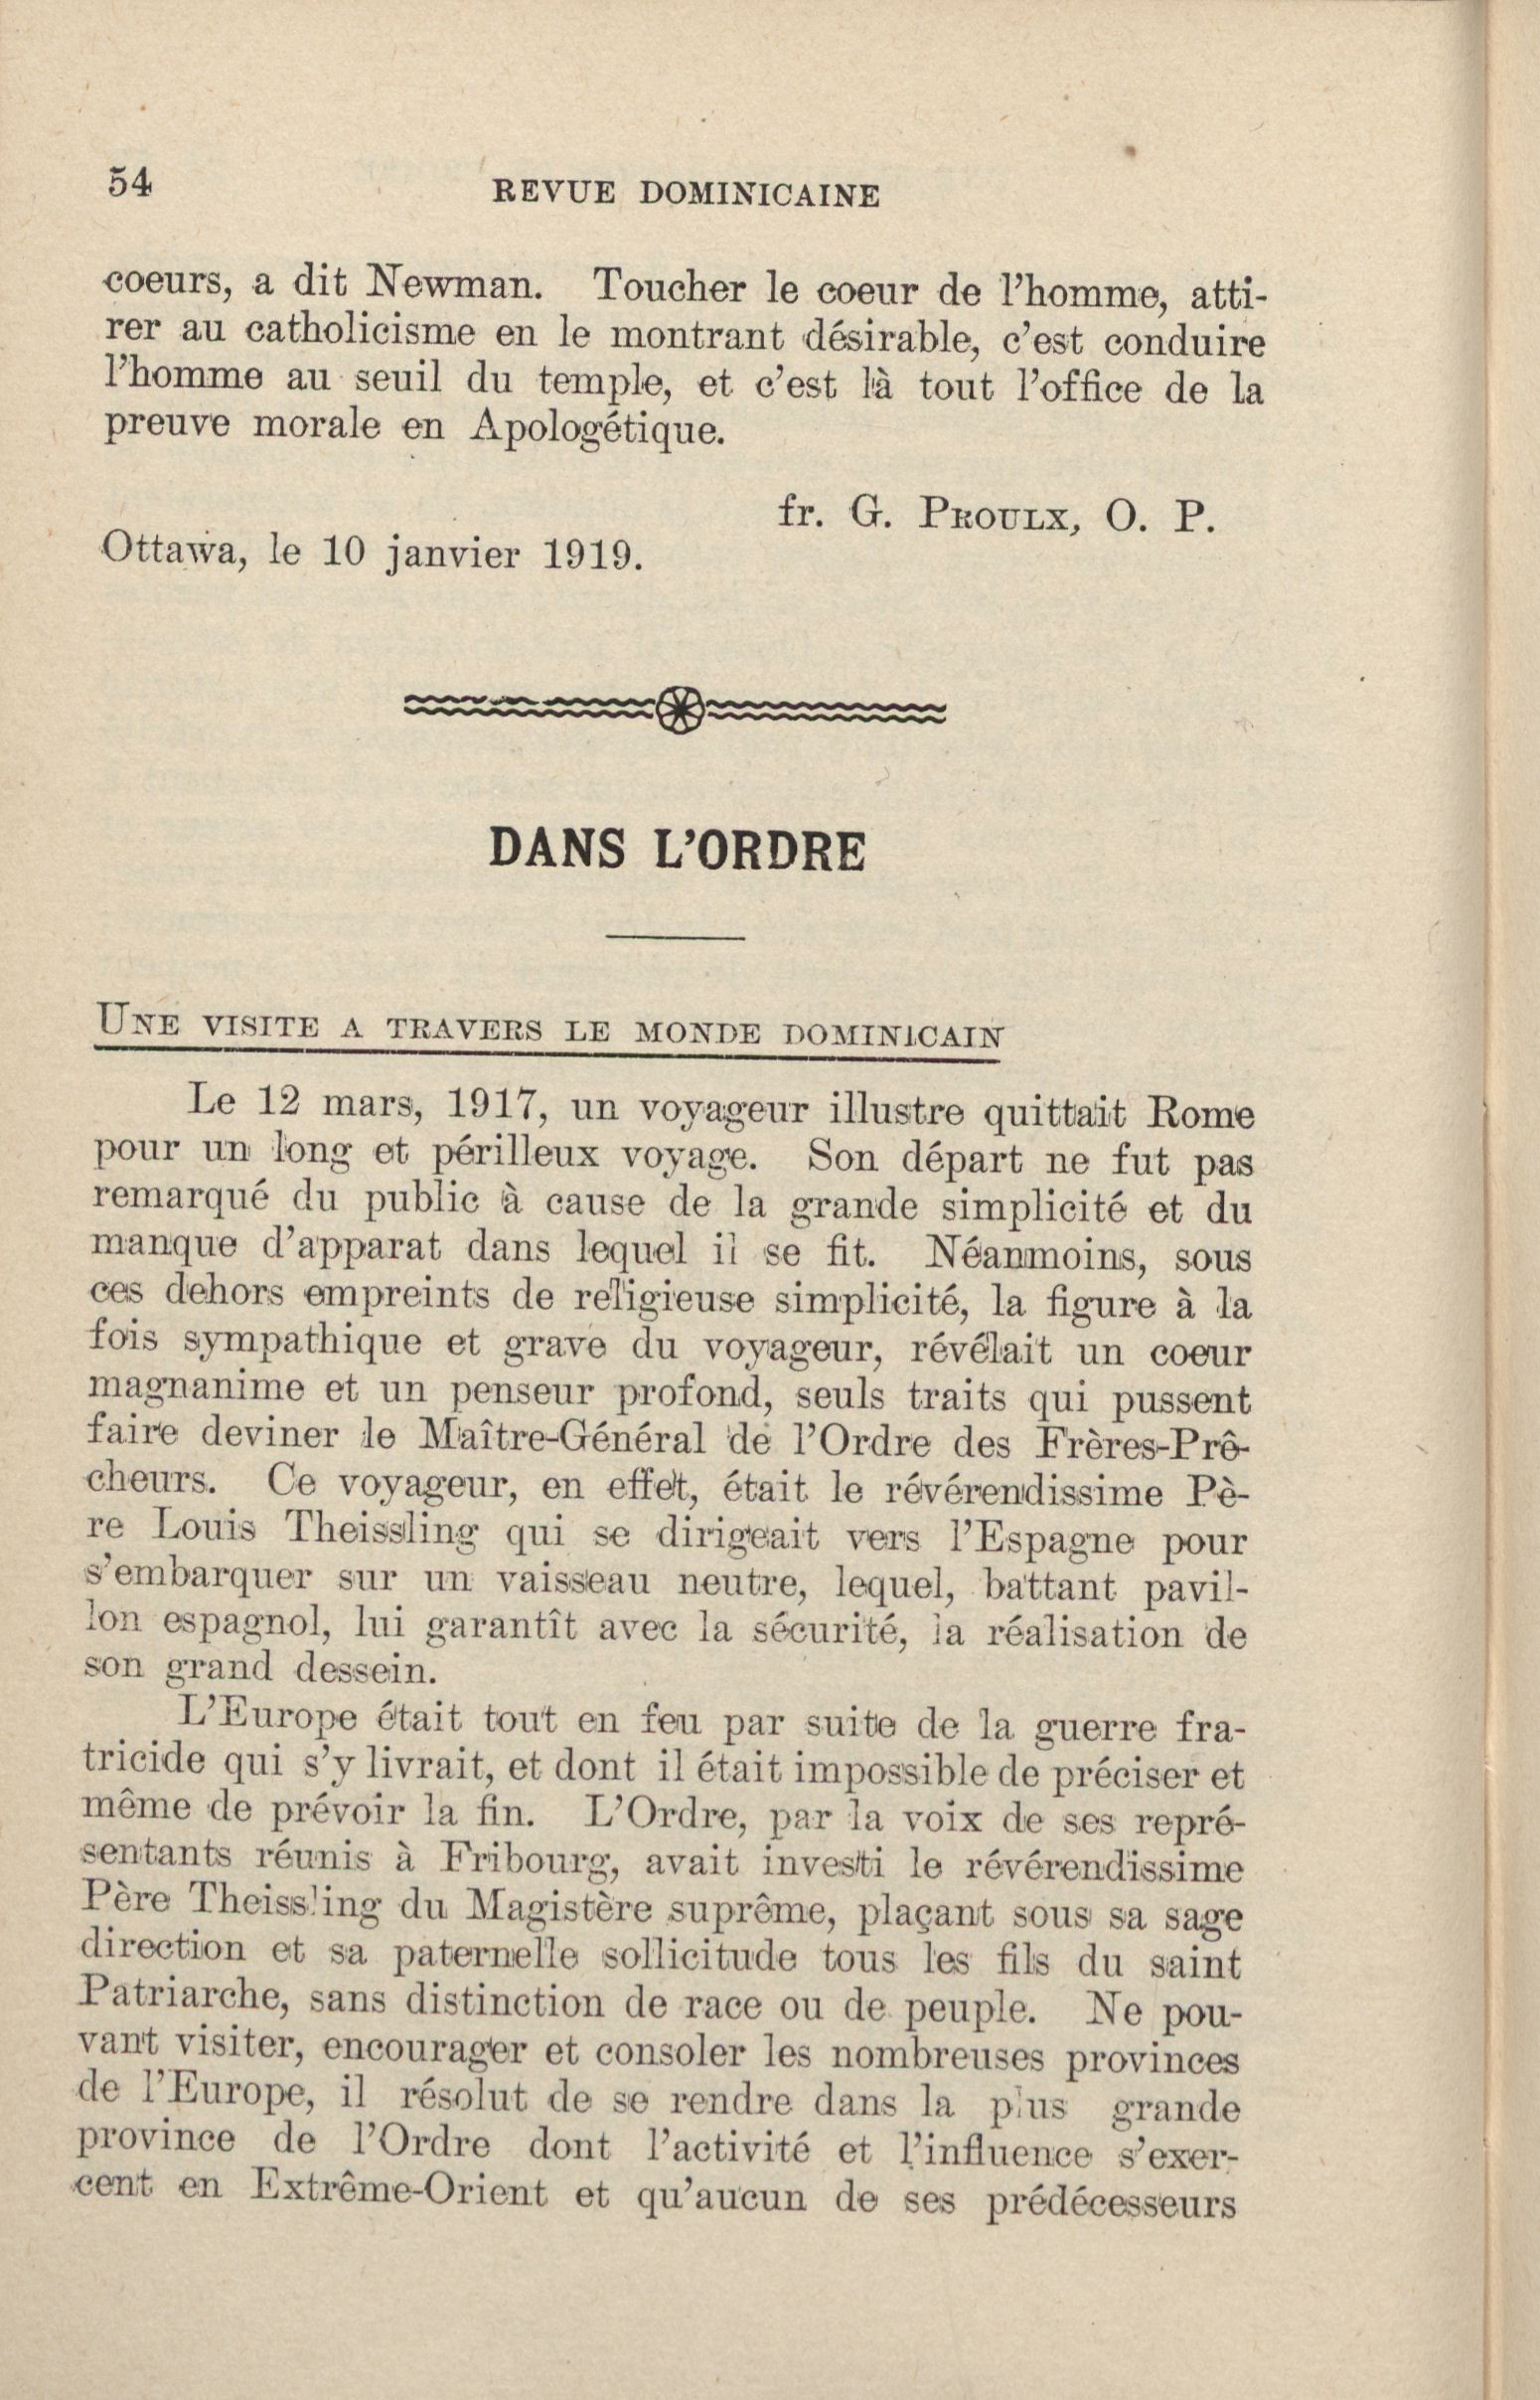 54
REVUE DOMINICAINE
coeurs, a dit Newman. Toucher le coeur de l'homme, atti-
rer au catholicisme en le montrant désirable, c'est conduire
l'homme au seuil du temple, et c'est là tout l'office de la
preuve morale en Apologétique.
fr. G. PROULX, O. P.
Ottawa, le 10 janvier 1919.
DANS L'ORDRE
UNE VISITE A TRAVERS LE MONDE DOMINICAIN
Le 12 mars, 1917, un voyageur illustre quittait Rome
pour un long et périlleux voyage. Son départ ne fut pas
remarqué du public à cause de la grande simplicité et du
manque d'apparat dans lequel il se fit. Néanmoins, sous
ces dehors empreints de religieuse simplicité, la figure à la
fois sympathique et grave du voyageur, révélait un coeur
magnanime et un penseur profond, seuls traits qui pussent
faire deviner le Maître-Général de l'Ordre des Frères-Prê-
cheurs. Ce voyageur, en effet, était le révérendissime Pè-
re Louis Theissling qui se dirigeait vers l'Espagne pour
s'embarquer sur un vaisseau neutre, lequel, battant pavil-
lon espagnol, lui garantît avec la sécurité, la réalisation de
son grand dessein.
L'Europe était tout en feu par suite de la guerre fra-
tricide qui s'y livrait, et dont il était impossible de préciser et
même de prévoir la fin. L'Ordre, par la voix de ses repré-
sentants réunis à Fribourg, avait investi le révérendissime
Père Theissling du Magistère suprême, plaçant sous sa sage
direction et sa paternelle sollicitude tous les fils du saint
Patriarche, sans distinction de race ou de peuple. Ne pou-
vant visiter, encourager et consoler les nombreuses provinces
de l'Europe, il résolut de se rendre dans la plus grande
province de l'Ordre dont l'activité et l'influence s'exer-
cent en Extrême-Orient et qu'aucun de ses prédécesseurs